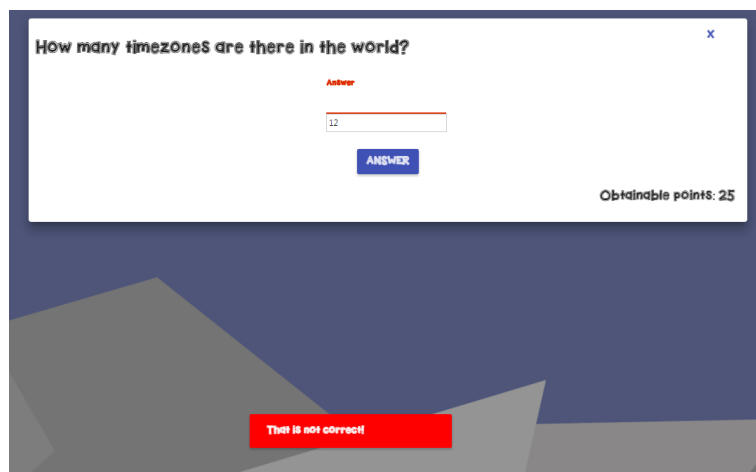 X
How many timezones are there in the world?
Answer
12
ANSWER
Obtainable points: 25
That is not correct!